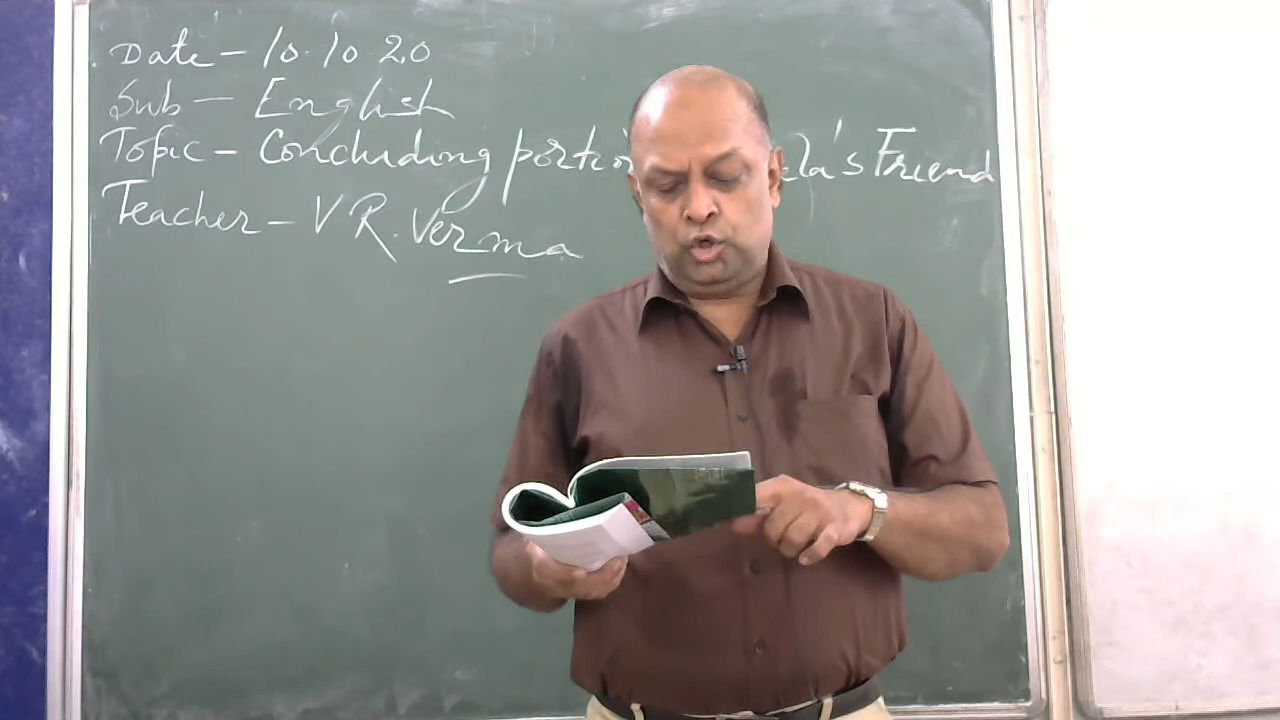 Date – 10.10.20
Sub – English
Topic – Concluding Friend
Teacher – V R. Verma